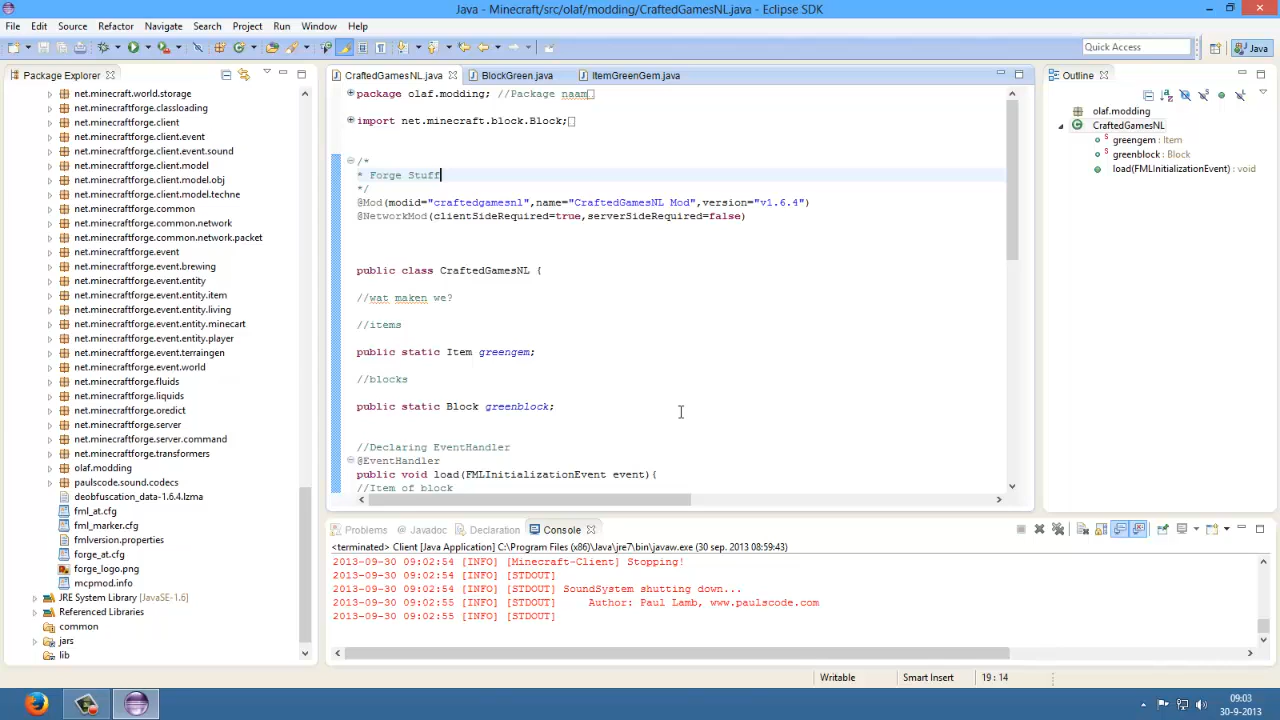 Java - Minecraft/src/olaf/modding/CraftedGamesNL.java - Eclipse SDK
File Edit Source Refactor Navigate Search Project Run Window Help
Quick Access
Java
Package Explorer
net.minecraft.world.storage
net.minecraftforge.classloading
net.minecraftforge.client
net.minecraftforge.client.event
net.minecraftforge.client.event.sound
net.minecraftforge.client.model
net.minecraftforge.client.model.obj
net.minecraftforge.client.model.techne
net.minecraftforge.common
net.minecraftforge.common.network
net.minecraftforge.common.network.packet
net.minecraftforge.event
net.minecraftforge.event.brewing
net.minecraftforge.event.entity
net.minecraftforge.event.entity.item
net.minecraftforge.event.entity.living
net.minecraftforge.event.entity.minecart
net.minecraftforge.event.entity.player
net.minecraftforge.event.terraingen
net.minecraftforge.event.world
net.minecraftforge.fluids
net.minecraftforge.liquids
net.minecraftforge.oredict
net.minecraftforge.server
net.minecraftforge.server.command
net.minecraftforge.transformers
olaf.modding
paulscode.sound.codecs
deobfuscation_data-1.6.4.lzma
fml_at.cfg
fml_marker.cfg
fmlversion.properties
forge_at.cfg
forge_logo.png
mcpmod.info
JRE System Library [JavaSE-1.6]
Referenced Libraries
common
jars
lib
CraftedGamesNL.java BlockGreen.java ItemGreenGem.java
package olaf.modding; //Package naam
import net.minecraft.block.Block;
/*
* Forge Stuff
*/
@Mod(modid="craftedgamesnl",name="CraftedGamesNL Mod",version="v1.6.4")
@NetworkMod(clientSideRequired=true,serverSideRequired=false)
public class CraftedGamesNL {
//wat maken we?
//items
public static Item greengem;
//blocks
public static Block greenblock;
//Declaring EventHandler
@EventHandler
public void load(FMLInitializationEvent event){
//Item of block
Outline
olaf.modding
CraftedGamesNL
greengem : Item
greenblock : Block
load(FMLInitializationEvent) : void
Problems Javadoc Declaration Console
<terminated> Client [Java Application] C:\Program Files (x86)\Java\jre7\bin\javaw.exe (30 sep. 2013 08:59:43)
2013-09-30 09:02:54 [INFO] [Minecraft-Client] Stopping!
2013-09-30 09:02:54 [INFO] [STDOUT]
2013-09-30 09:02:54 [INFO] [STDOUT] SoundSystem shutting down...
2013-09-30 09:02:55 [INFO] [STDOUT] Author: Paul Lamb, www.paulscode.com
2013-09-30 09:02:55 [INFO] [STDOUT]
Writable Smart Insert 19 : 14
09:03
30-9-2013